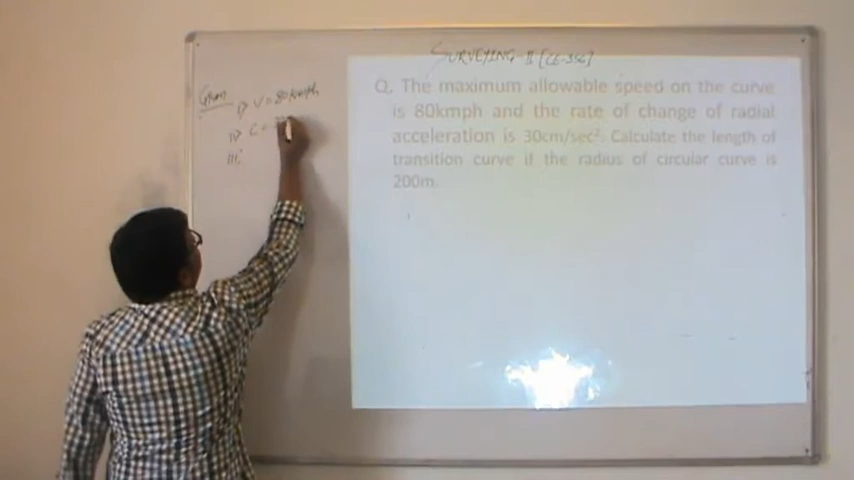 SURVEYING-II [CE-356]
Q. The maximum allowable speed on the curve
is 80kmph and the rate of change of radial
acceleration is 30cm/sec². Calculate the length of
transition curve if the radius of circular curve is
200m.
Given
i) V = 80 kmph
ii) C =
iii)